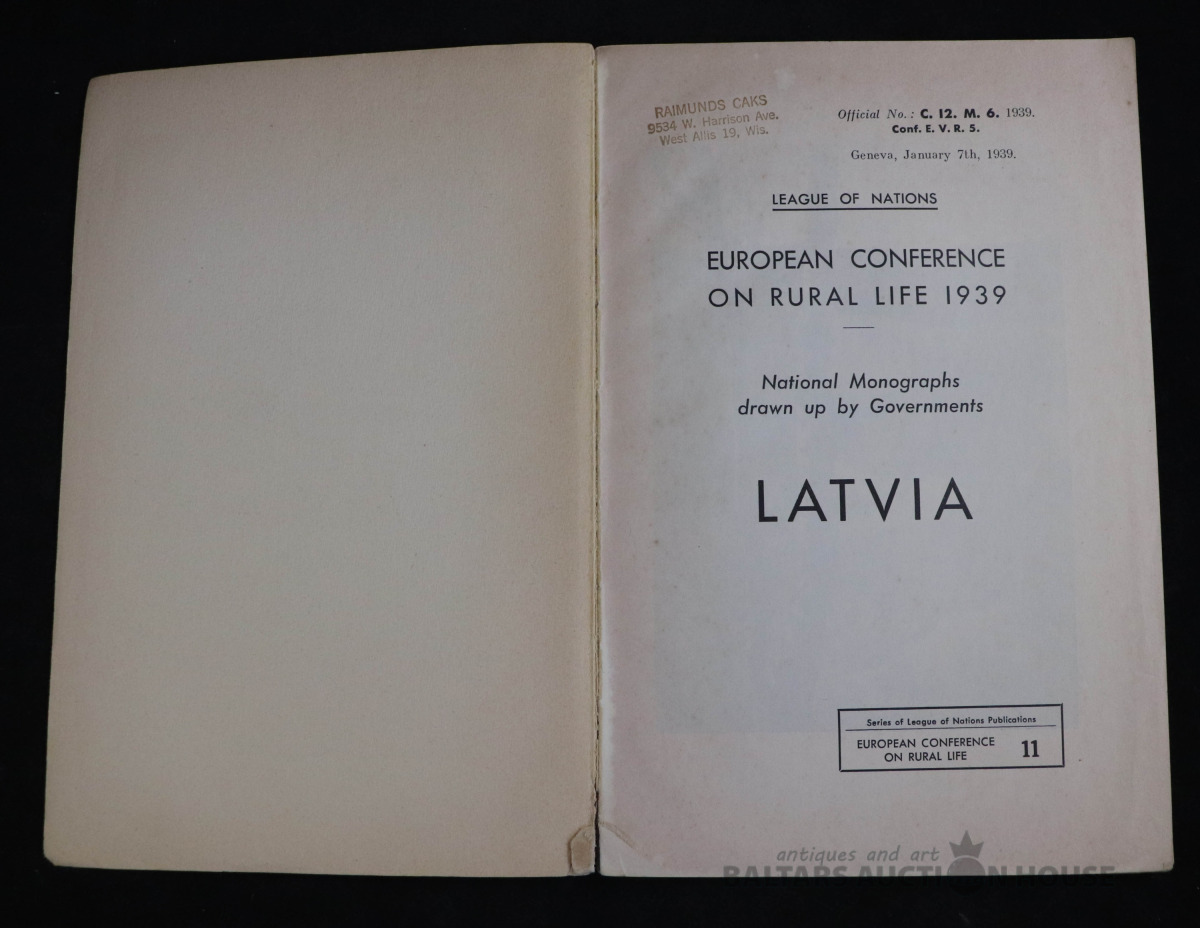 RAIMUNDS CAKS
9534 W. Harrison Ave.
West Allis 19, Wis.
Official No.: C. 12. M. 6. 1939.
Conf. E. V. R. 5.
Geneva, January 7th, 1939.
LEAGUE OF NATIONS
EUROPEAN CONFERENCE
ON RURAL LIFE 1939
National Monographs
drawn up by Governments
LATVIA
Series of League of Nations Publications
EUROPEAN CONFERENCE
ON RURAL LIFE
11
antiques and art
BALTARS AUCTION HOUSE